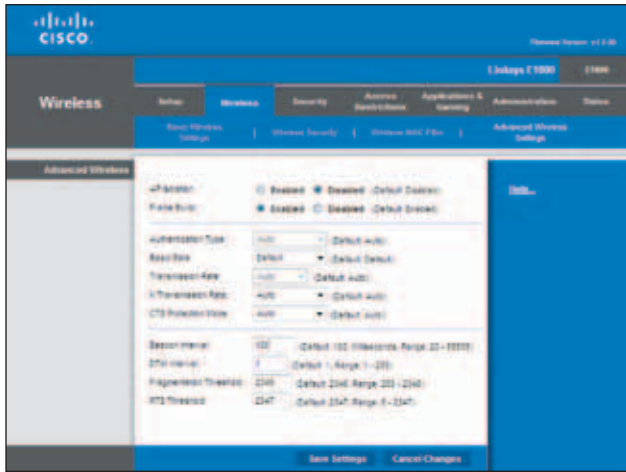 CISCO
Firmware Version: v1.0.00
Linksys E1000 E1000
Wireless
Setup Wireless Security Access Restrictions Applications & Gaming Administration Status
Basic Wireless Settings | Wireless Security | Wireless MAC Filter | Advanced Wireless Settings
Advanced Wireless
AP Isolation: Enabled Disabled (Default: Disabled)
Frame Burst: Enabled Disabled (Default: Enabled)
Help...
Authentication Type: Auto (Default: Auto)
Basic Rate: Default (Default: Default)
Transmission Rate: Auto (Default: Auto)
N Transmission Rate: Auto (Default: Auto)
CTS Protection Mode: Auto (Default: Auto)
Beacon Interval: 100 (Default: 100, Milliseconds, Range: 20 - 65535)
DTIM Interval: 1 (Default: 1, Range: 1 - 255)
Fragmentation Threshold: 2346 (Default: 2346, Range: 256 - 2346)
RTS Threshold: 2347 (Default: 2347, Range: 0 - 2347)
Save Settings Cancel Changes